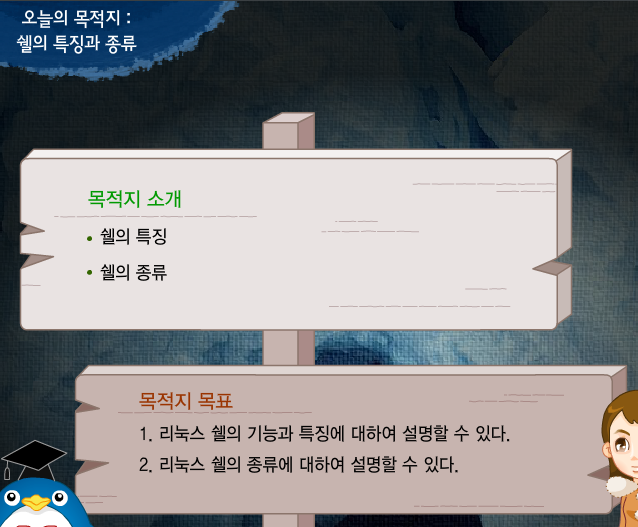 오늘의 목적지 :
쉘의 특징과 종류
목적지 소개
• 쉘의 특징
• 쉘의 종류
목적지 목표
1. 리눅스 쉘의 기능과 특징에 대하여 설명할 수 있다.
2. 리눅스 쉘의 종류에 대하여 설명할 수 있다.